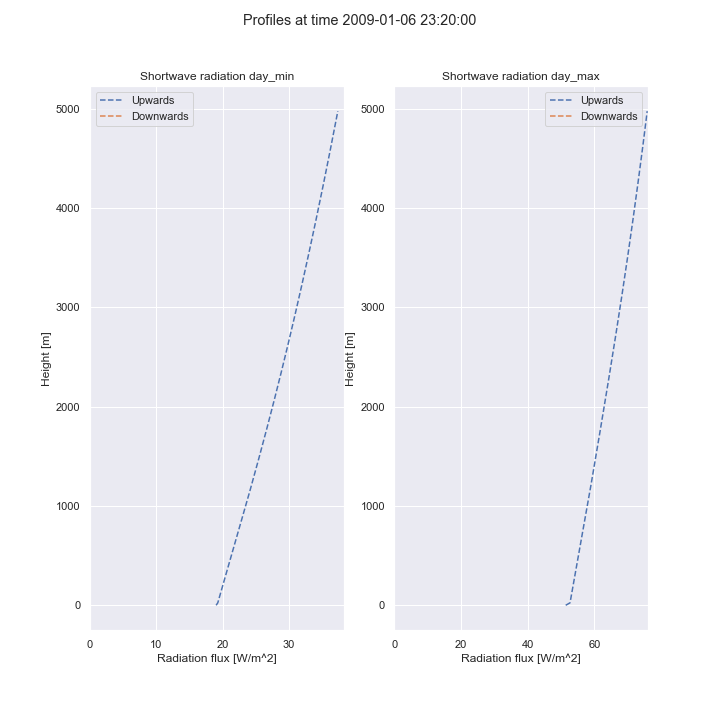 Profiles at time 2009-01-06 23:20:00
Shortwave radiation day_min
Upwards
Downwards
5000
4000
3000
2000
1000
0
Height [m]
0 10 20 30
Radiation flux [W/m^2]
Shortwave radiation day_max
Upwards
Downwards
5000
4000
3000
2000
1000
0
Height [m]
0 20 40 60
Radiation flux [W/m^2]